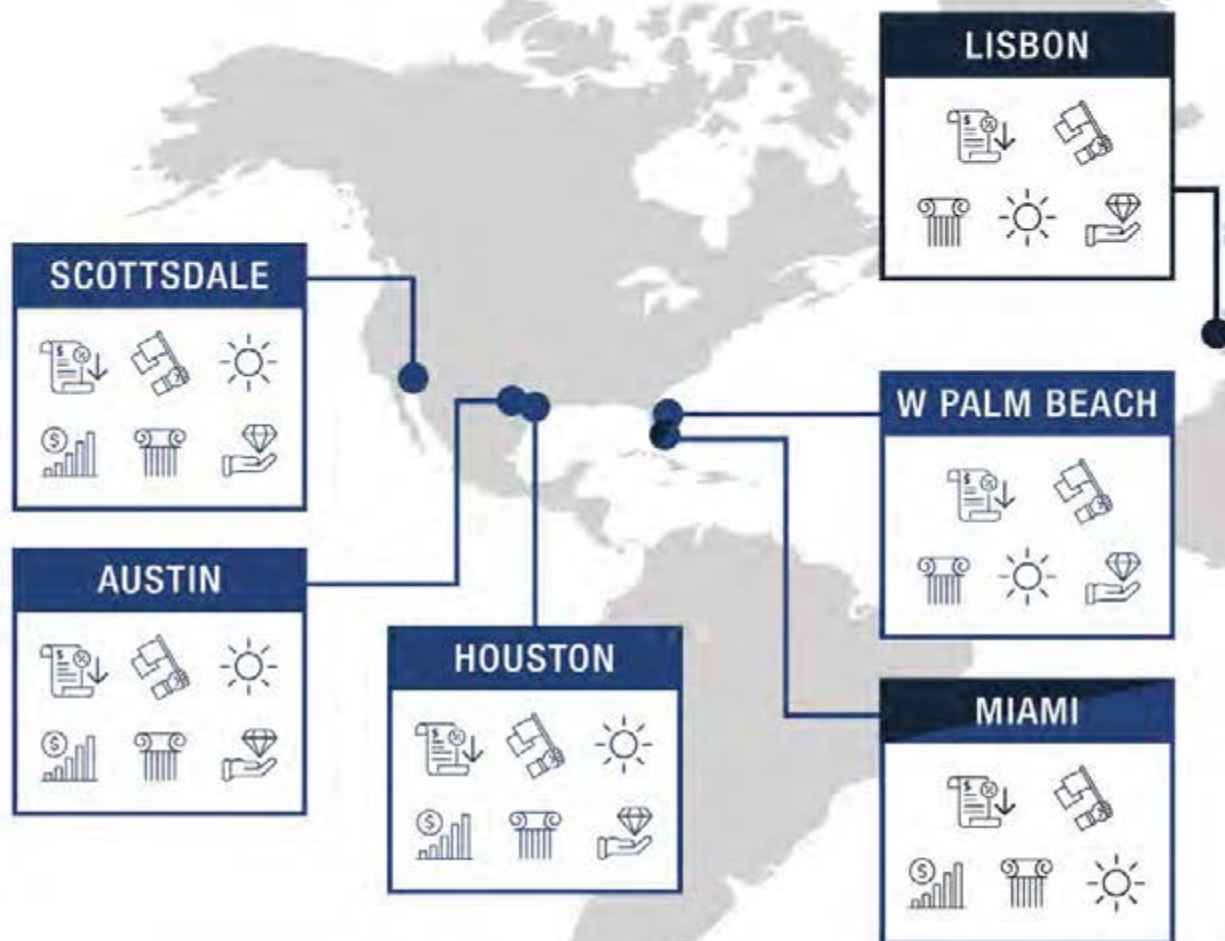 LISBON
SCOTTSDALE
W PALM BEACH
AUSTIN
HOUSTON
MIAMI